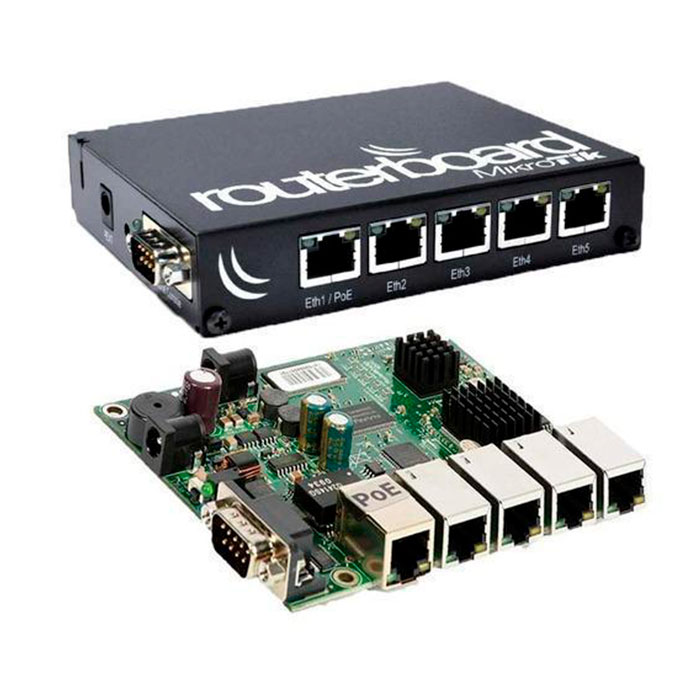 routerboard
MikroTik
Eth1 / PoE
Eth2
Eth3
Eth4
Eth5
PoE